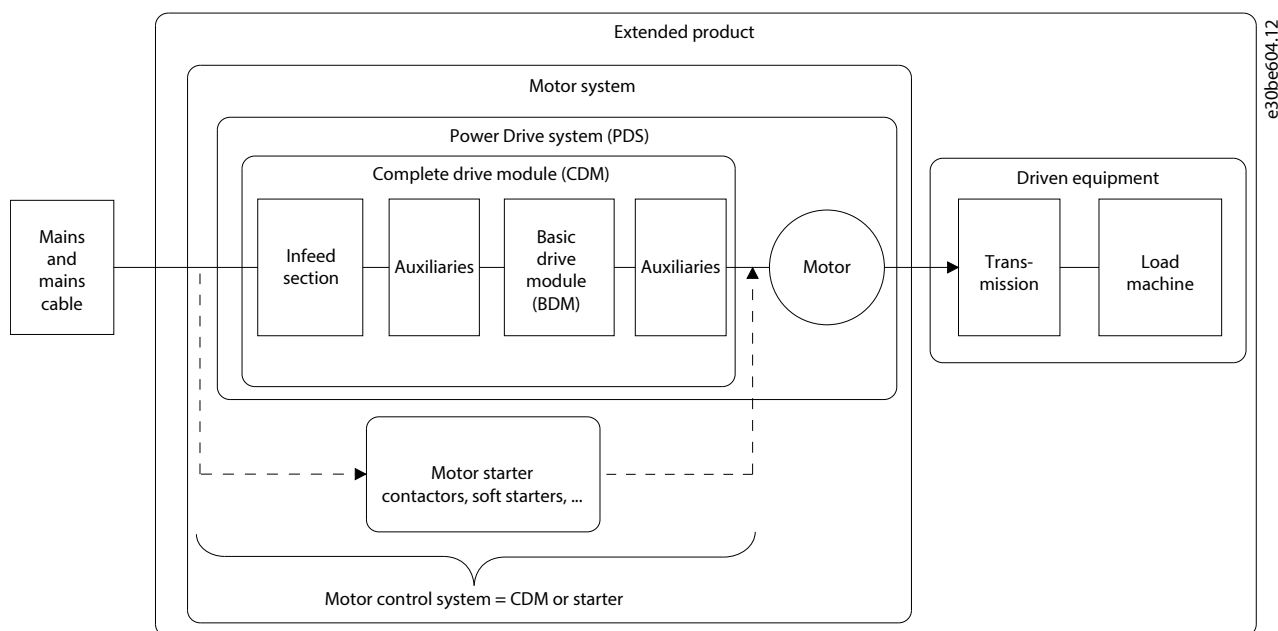 Extended product
e30be604.12
Motor system
Power Drive system (PDS)
Complete drive module (CDM)
Driven equipment
Mains
and
mains
cable
Infeed
section
Auxiliaries
Basic
drive
module
(BDM)
Auxiliaries
Motor
Trans-
mission
Load
machine
Motor starter
contactors, soft starters, ...
Motor control system = CDM or starter